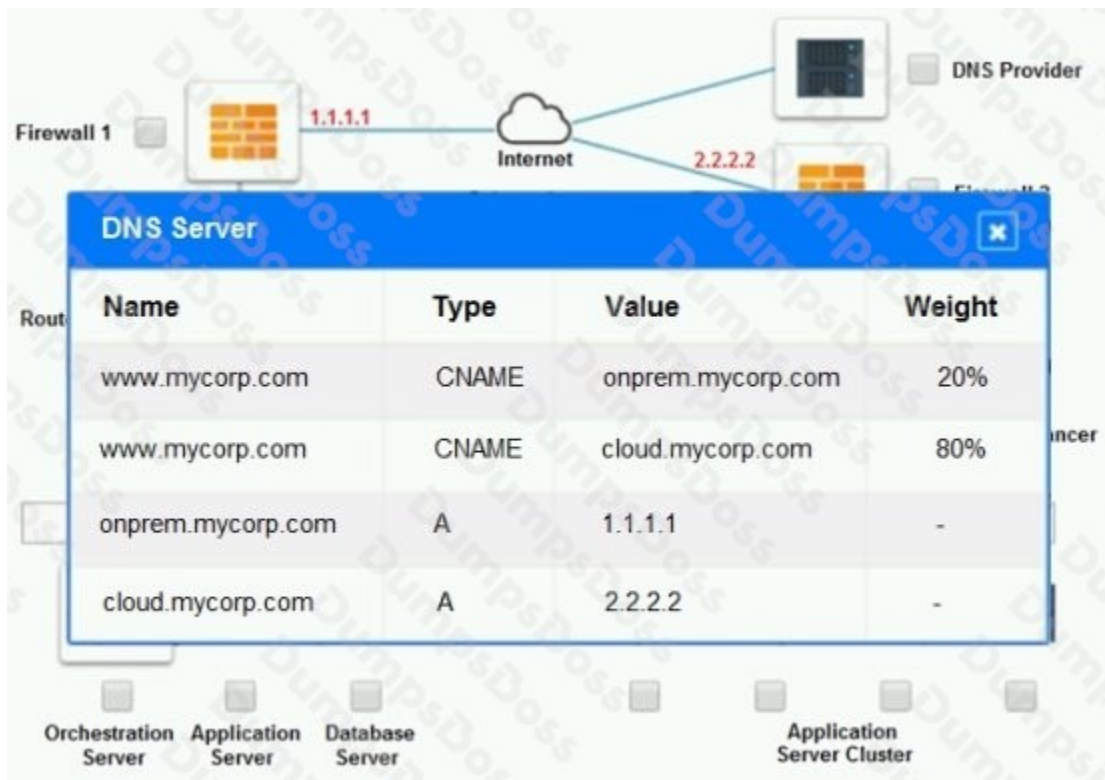 DNS Provider
Firewall 1
1.1.1.1
Internet
2.2.2.2
DNS Server
Name Type Value Weight
www.mycorp.com CNAME onprem.mycorp.com 20%
www.mycorp.com CNAME cloud.mycorp.com 80%
onprem.mycorp.com A 1.1.1.1 -
cloud.mycorp.com A 2.2.2.2 -
Orchestration Server
Application Server
Database Server
Application Server Cluster
DumpsDoss